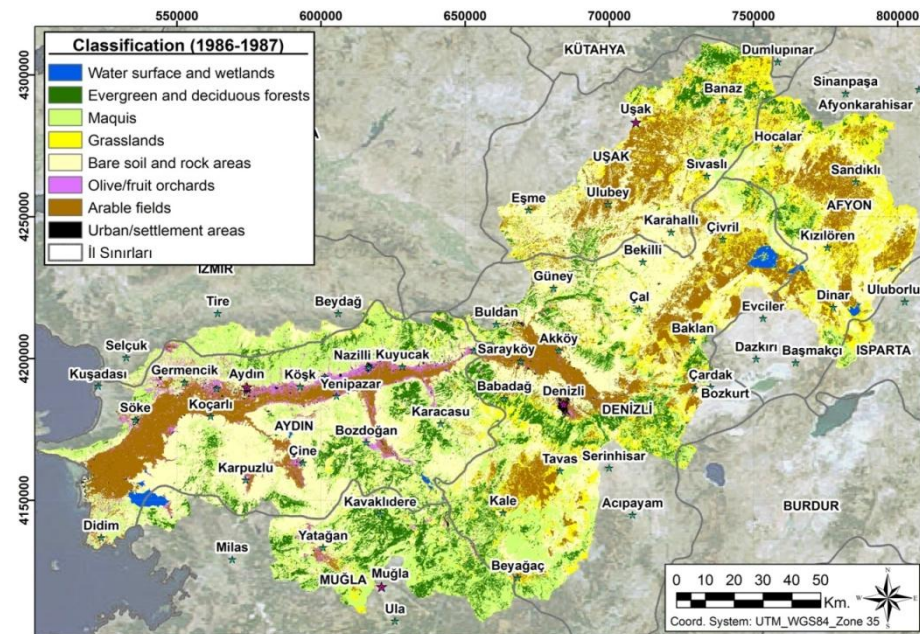 550000 600000 650000 700000 750000 800000
4300000
4250000
4200000
4150000
Classification (1986-1987)
Water surface and wetlands
Evergreen and deciduous forests
Maquis
Grasslands
Bare soil and rock areas
Olive/fruit orchards
Arable fields
Urban/settlement areas
İl Sınırları
KÜTAHYA
Dumlupınar
Banaz
Sinanpaşa
Afyonkarahisar
Uşak
Hocalar
UŞAK
Sıvaslı
Sandıklı
Eşme
Ulubey
AFYON
Karahallı
Çivril
Kızılören
Bekilli
İZMİR
Güney
Tire
Beydağ
Çal
Evciler
Dinar
Uluborlu
Buldan
Baklan
Selçuk
Nazilli
Kuyucak
Sarayköy
Akköy
Dazkırı
Başmakçı
ISPARTA
Kuşadası
Germencik
Aydın
Köşk
Yenipazar
Babadağ
Denizli
Çardak
Bozkurt
Söke
Koçarlı
Karacasu
DENİZLİ
AYDIN
Bozdoğan
Çine
Tavas
Serinhisar
Karpuzlu
Kavaklıdere
Kale
Acıpayam
BURDUR
Didim
Milas
Yatağan
Beyağaç
MUĞLA
Muğla
Ula
0 5 10 20 30 40 50
Km.
W N E S
Coord. System: UTM_WGS84_Zone 35